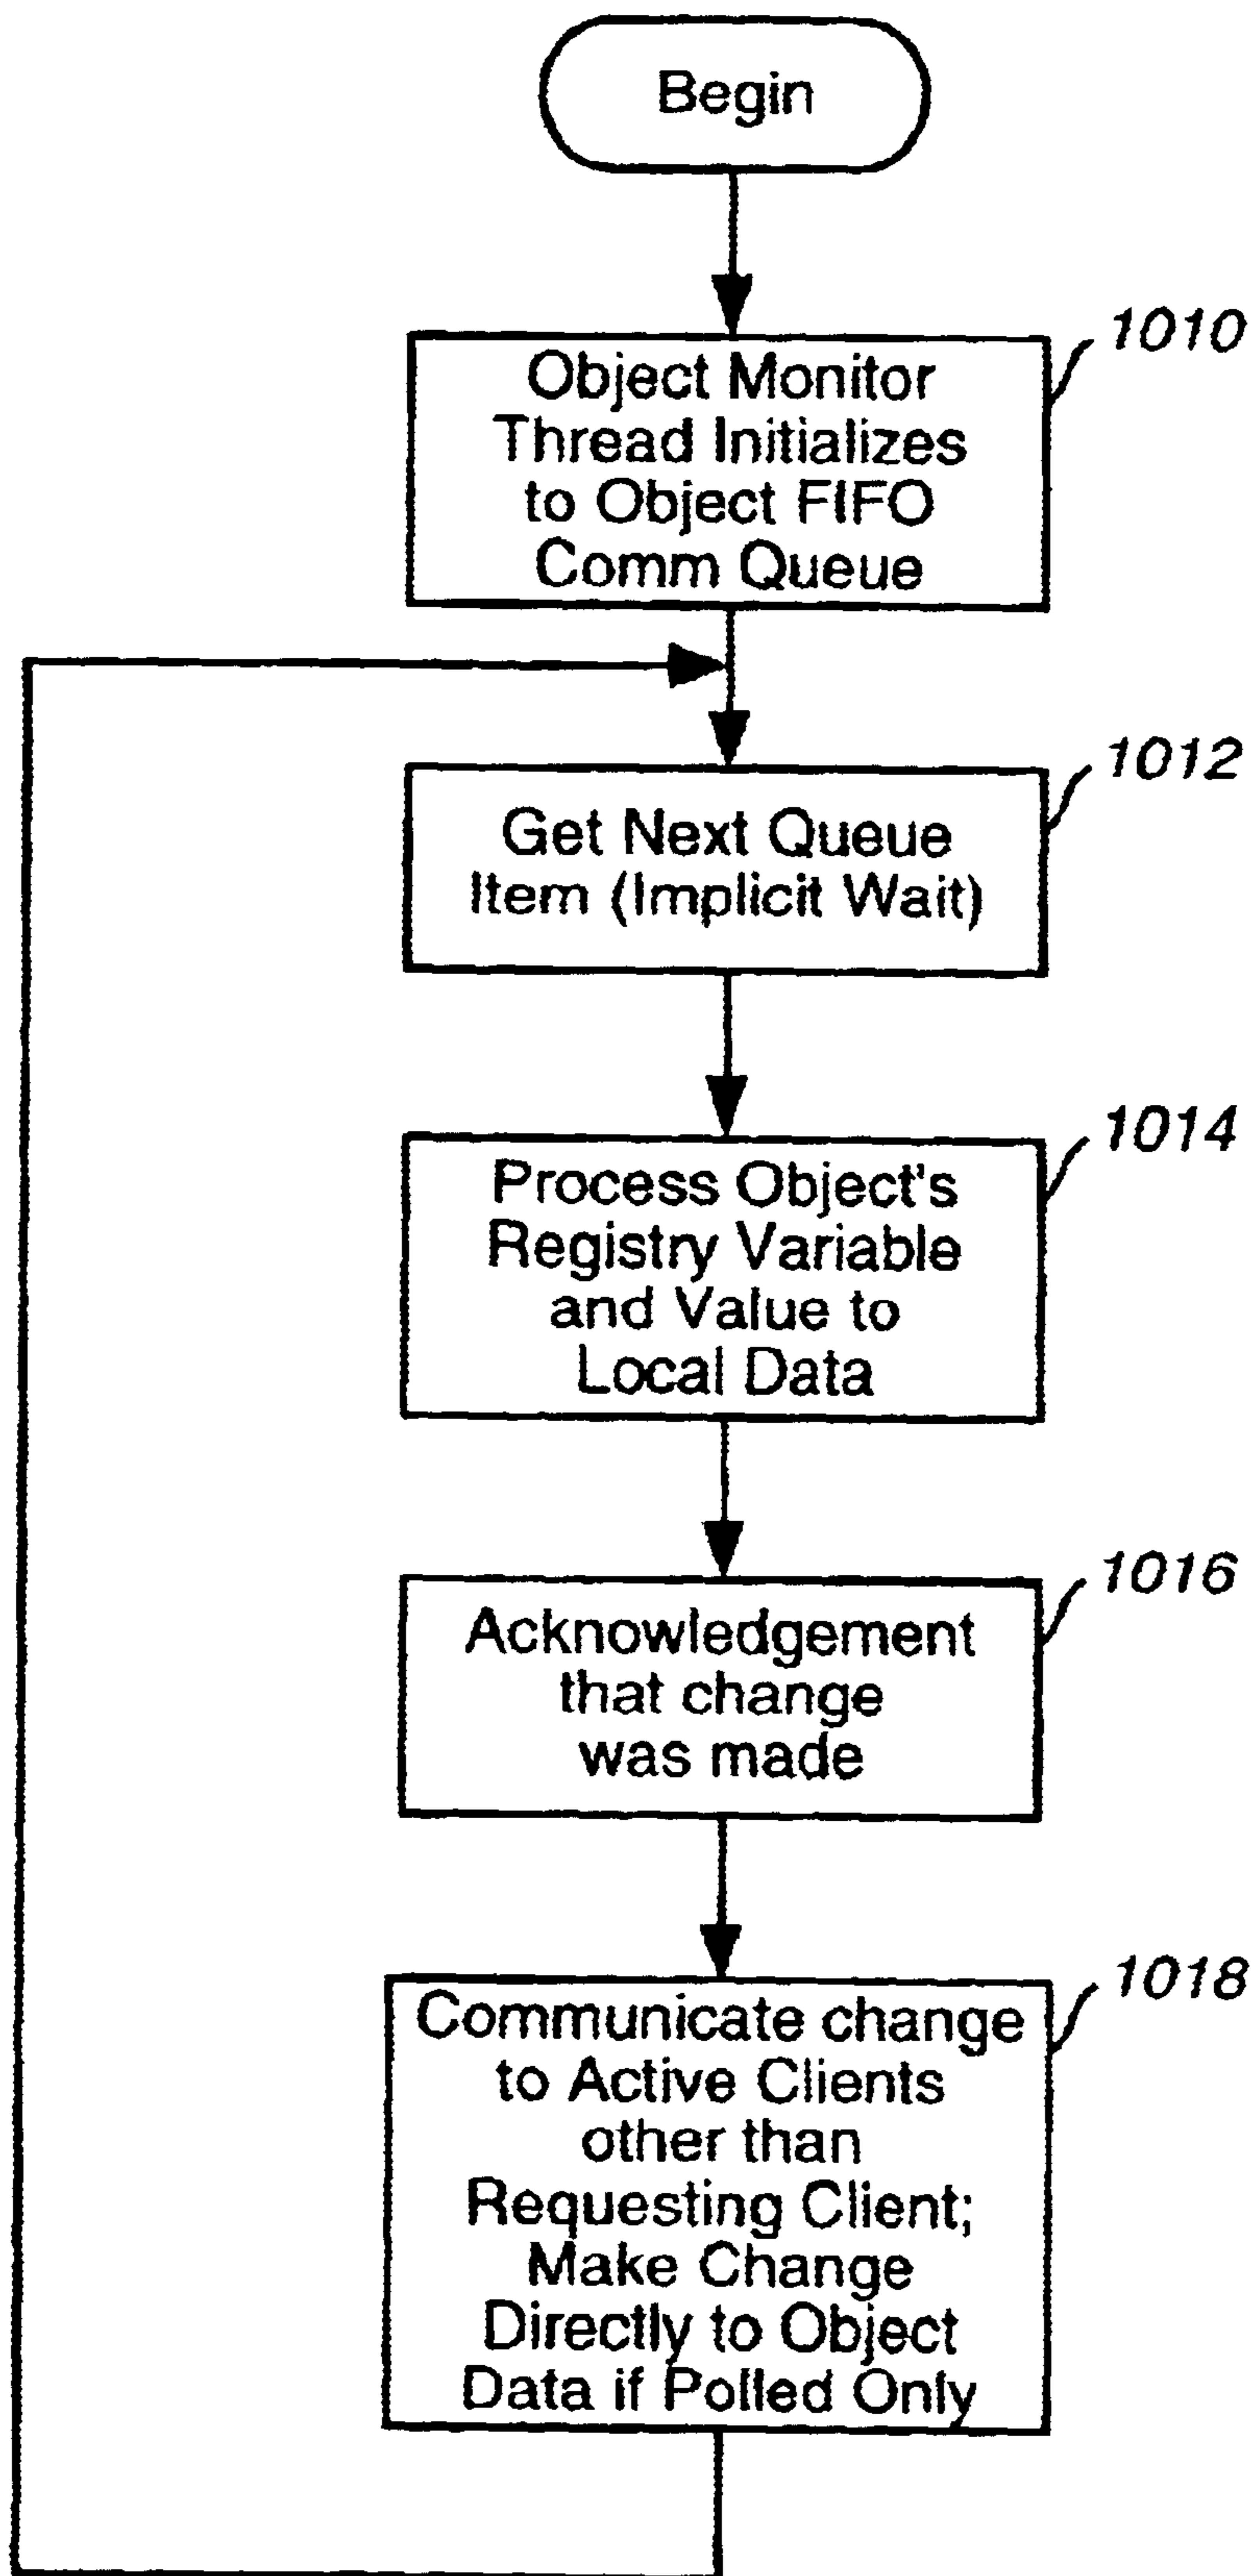 Begin
1010
Object Monitor
Thread Initializes
to Object FIFO
Comm Queue
1012
Get Next Queue
Item (Implicit Wait)
1014
Process Object's
Registry Variable
and Value to
Local Data
1016
Acknowledgement
that change
was made
1018
Communicate change
to Active Clients
other than
Requesting Client;
Make Change
Directly to Object
Data if Polled Only